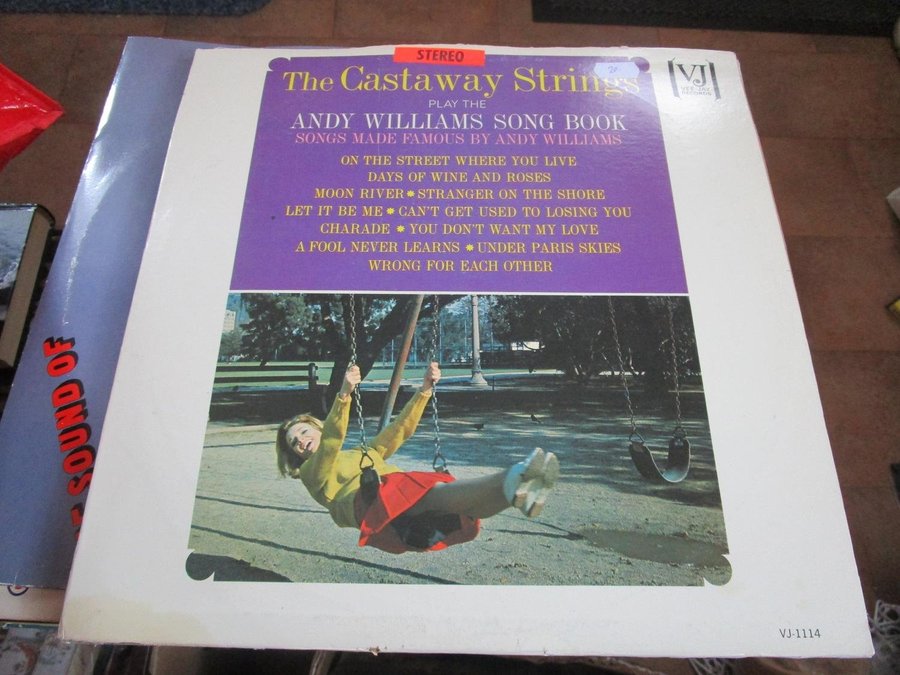 STEREO
The Castaway Strings
VJ
VEE-JAY
RECORDS
PLAY THE
ANDY WILLIAMS SONG BOOK
SONGS MADE FAMOUS BY ANDY WILLIAMS
ON THE STREET WHERE YOU LIVE
DAYS OF WINE AND ROSES
MOON RIVER * STRANGER ON THE SHORE
LET IT BE ME * CAN'T GET USED TO LOSING YOU
CHARADE * YOU DON'T WANT MY LOVE
A FOOL NEVER LEARNS * UNDER PARIS SKIES
WRONG FOR EACH OTHER
SOUND OF
VJ-1114